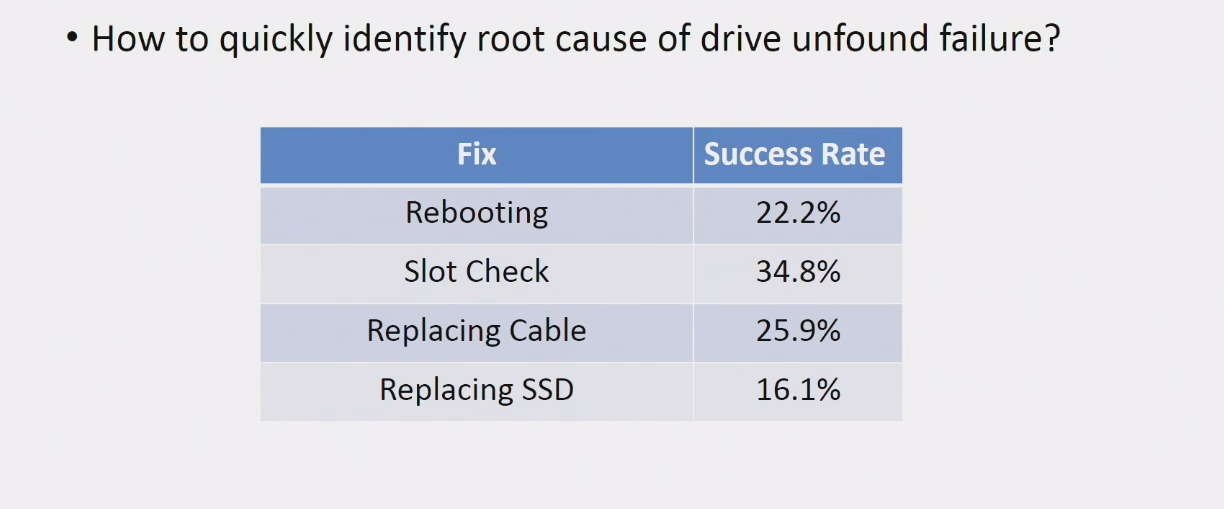 • How to quickly identify root cause of drive unfound failure?
Fix Success Rate
Rebooting 22.2%
Slot Check 34.8%
Replacing Cable 25.9%
Replacing SSD 16.1%